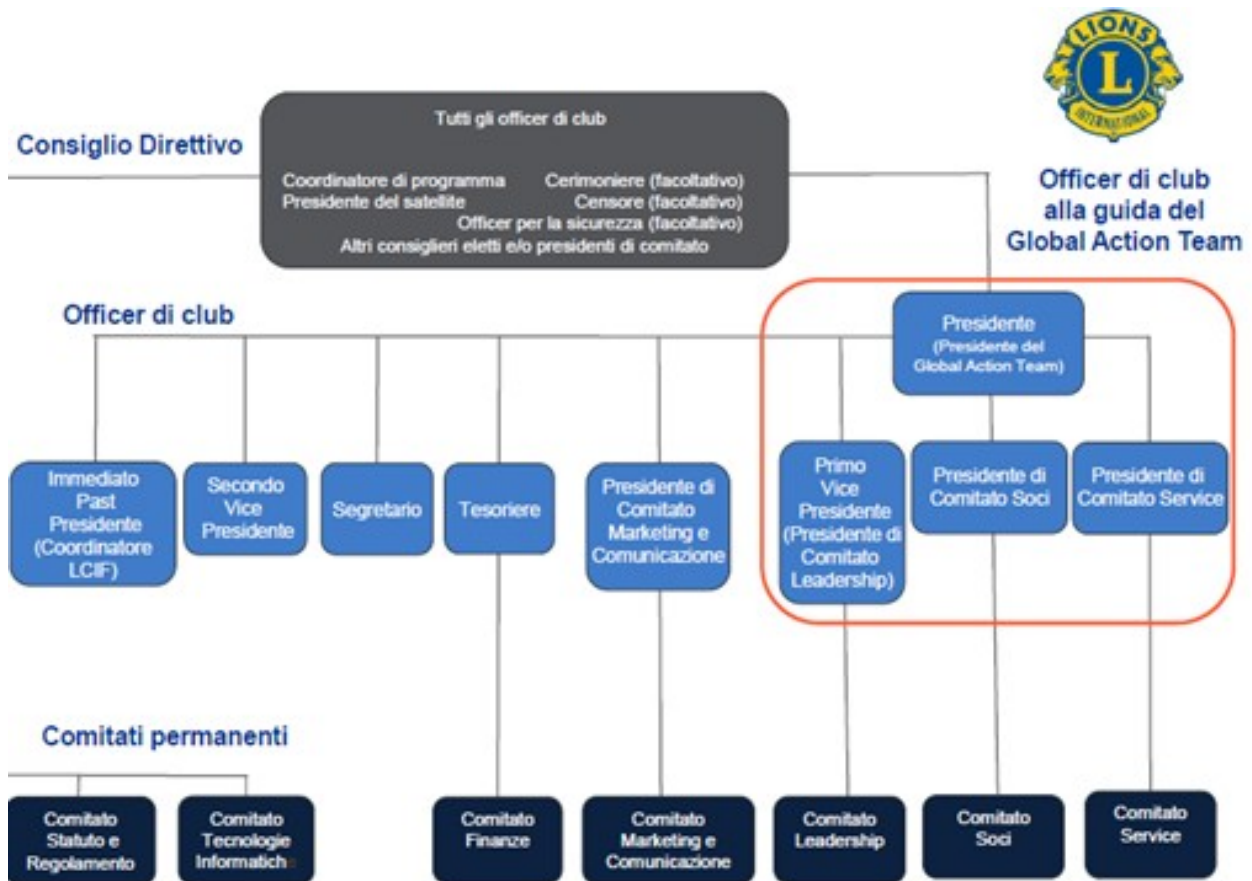 LIONS
L
INTERNATIONAL
Tutti gli officer di club
Consiglio Direttivo
Coordinatore di programma Cerimoniere (facoltativo)
Presidente del satellite Censore (facoltativo)
Officer per la sicurezza (facoltativo)
Altri consiglieri eletti e/o presidenti di comitato
Officer di club
alla guida del
Global Action Team
Officer di club
Presidente
(Presidente del
Global Action Team)
Immediato
Past
Presidente
(Coordinatore
LCIF)
Secondo
Vice
Presidente
Segretario
Tesoriere
Presidente di
Comitato
Marketing e
Comunicazione
Primo
Vice
Presidente
(Presidente di
Comitato
Leadership)
Presidente di
Comitato Soci
Presidente di
Comitato Service
Comitati permanenti
Comitato
Statuto e
Regolamento
Comitato
Tecnologie
Informatiche
Comitato
Finanze
Comitato
Marketing e
Comunicazione
Comitato
Leadership
Comitato
Soci
Comitato
Service